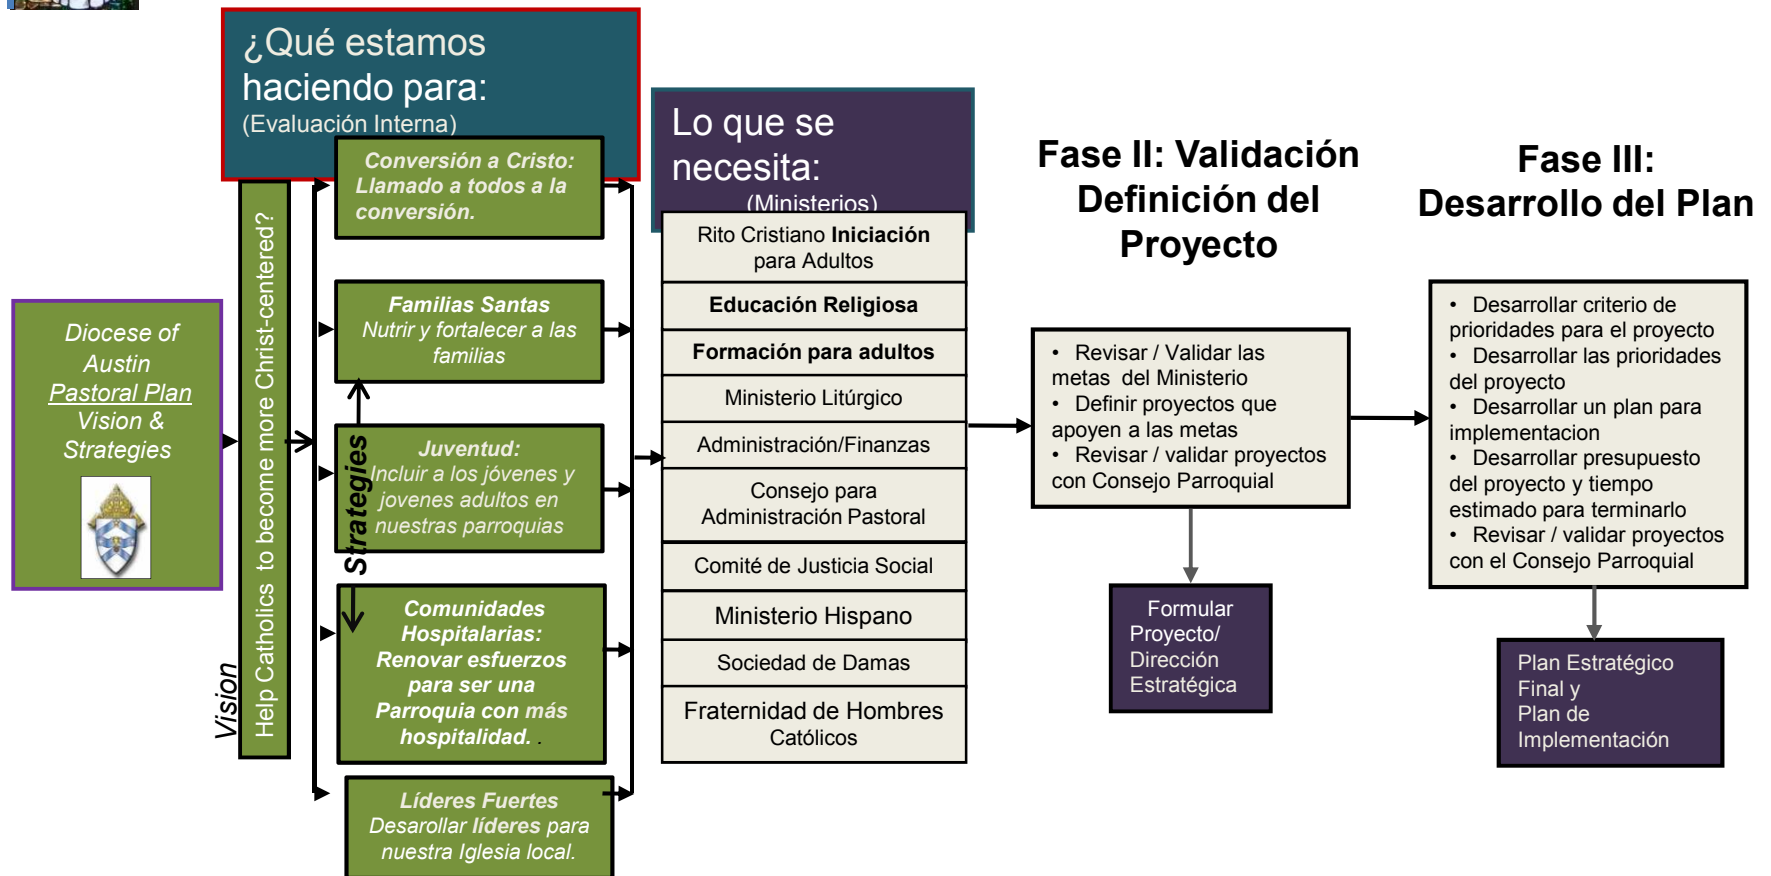 ¿Qué estamos
haciendo para:
(Evaluación Interna)
Diocese of
Austin
Pastoral Plan
Vision &
Strategies
Vision
Help Catholics to become more Christ-centered?
Strategies
Conversión a Cristo:
Llamado a todos a la
conversión.
Familias Santas
Nutrir y fortalecer a las
familias
Juventud:
Incluir a los jóvenes y
jovenes adultos en
nuestras parroquias
Comunidades
Hospitalarias:
Renovar esfuerzos
para ser una
Parroquia con más
hospitalidad. .
Líderes Fuertes
Desarollar líderes para
nuestra Iglesia local.
Lo que se
necesita:
(Ministerios)
Rito Cristiano Iniciación
para Adultos
Educación Religiosa
Formación para adultos
Ministerio Litúrgico
Administración/Finanzas
Consejo para
Administración Pastoral
Comité de Justicia Social
Ministerio Hispano
Sociedad de Damas
Fraternidad de Hombres
Católicos
Fase II: Validación
Definición del
Proyecto
• Revisar / Validar las
metas del Ministerio
• Definir proyectos que
apoyen a las metas
• Revisar / validar proyectos
con Consejo Parroquial
Formular
Proyecto/
Dirección
Estratégica
Fase III:
Desarrollo del Plan
• Desarrollar criterio de
prioridades para el proyecto
• Desarrollar las prioridades
del proyecto
• Desarrollar un plan para
implementacion
• Desarrollar presupuesto
del proyecto y tiempo
estimado para terminarlo
• Revisar / validar proyectos
con el Consejo Parroquial
Plan Estratégico
Final y
Plan de
Implementación